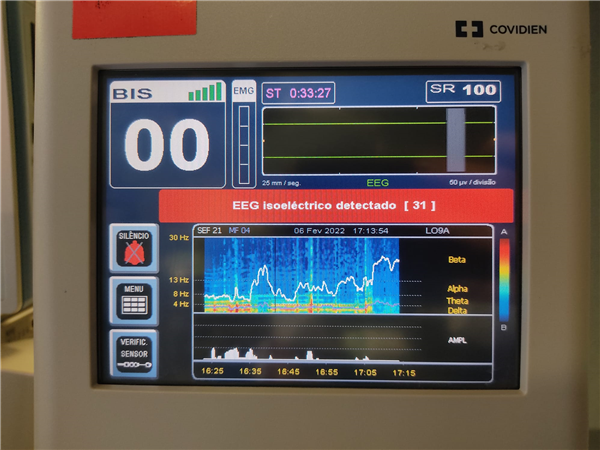 COVIDIEN
BIS
EMG
ST 0:33:27
SR 100
00
25 mm / seg.
EEG
50 µv / divisão
EEG isoeléctrico detectado [ 31 ]
SILÊNCIO
SEF 21 MF 04 06 Fev 2022 17:13:54 LO9A
30 Hz
13 Hz
8 Hz
4 Hz
Beta
Alpha
Theta
Delta
A
B
MENU
VERIFIC.
SENSOR
AMPL
16:25 16:35 16:45 16:55 17:05 17:15